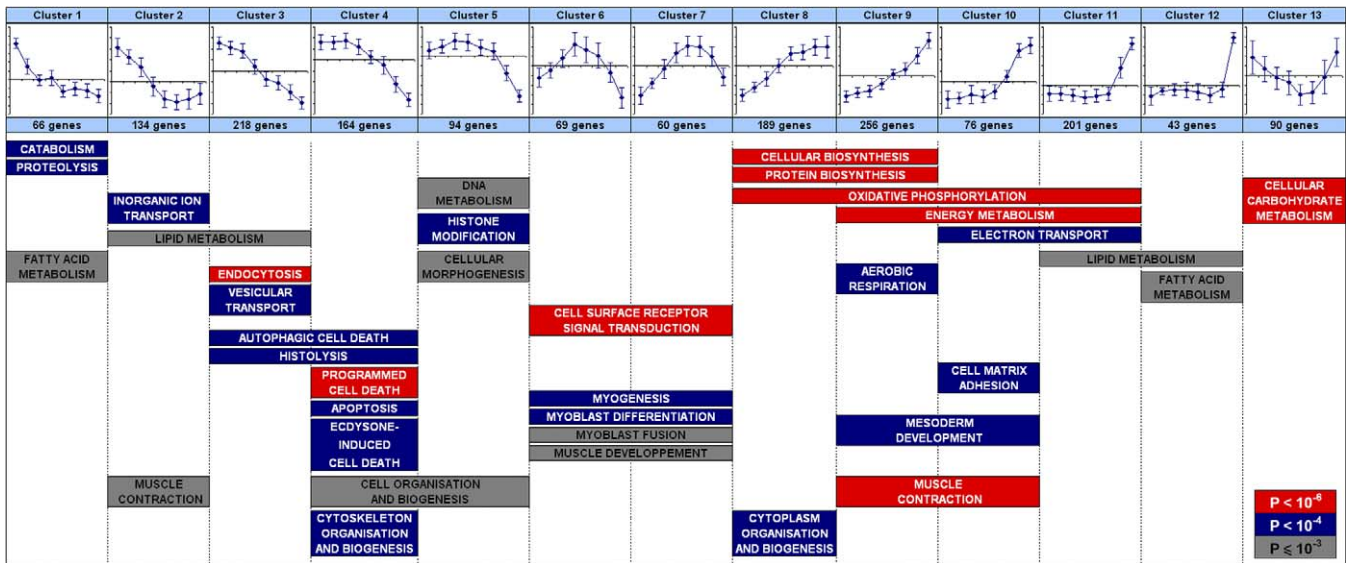 Cluster 1 Cluster 2 Cluster 3 Cluster 4 Cluster 5 Cluster 6 Cluster 7 Cluster 8 Cluster 9 Cluster 10 Cluster 11 Cluster 12 Cluster 13
66 genes 134 genes 218 genes 164 genes 94 genes 69 genes 60 genes 189 genes 256 genes 76 genes 201 genes 43 genes 90 genes
CATABOLISM
PROTEOLYSIS
INORGANIC ION
TRANSPORT
LIPID METABOLISM
FATTY ACID
METABOLISM
ENDOCYTOSIS
VESICULAR
TRANSPORT
AUTOPHAGIC CELL DEATH
HISTOLYSIS
PROGRAMMED
CELL DEATH
APOPTOSIS
ECDYSONE-
INDUCED
CELL DEATH
MUSCLE
CONTRACTION
CELL ORGANISATION
AND BIOGENESIS
CYTOSKELETON
ORGANISATION
AND BIOGENESIS
DNA
METABOLISM
HISTONE
MODIFICATION
CELLULAR
MORPHOGENESIS
CELL SURFACE RECEPTOR
SIGNAL TRANSDUCTION
MYOGENESIS
MYOBLAST DIFFERENTIATION
MYOBLAST FUSION
MUSCLE DEVELOPPEMENT
CELLULAR BIOSYNTHESIS
PROTEIN BIOSYNTHESIS
OXIDATIVE PHOSPHORYLATION
ENERGY METABOLISM
ELECTRON TRANSPORT
LIPID METABOLISM
AEROBIC
RESPIRATION
FATTY ACID
METABOLISM
CELL MATRIX
ADHESION
MESODERM
DEVELOPMENT
MUSCLE
CONTRACTION
CYTOPLASM
ORGANISATION
AND BIOGENESIS
CELLULAR
CARBOHYDRATE
METABOLISM
P < 10⁻⁶
P < 10⁻⁴
P ⩽ 10⁻³